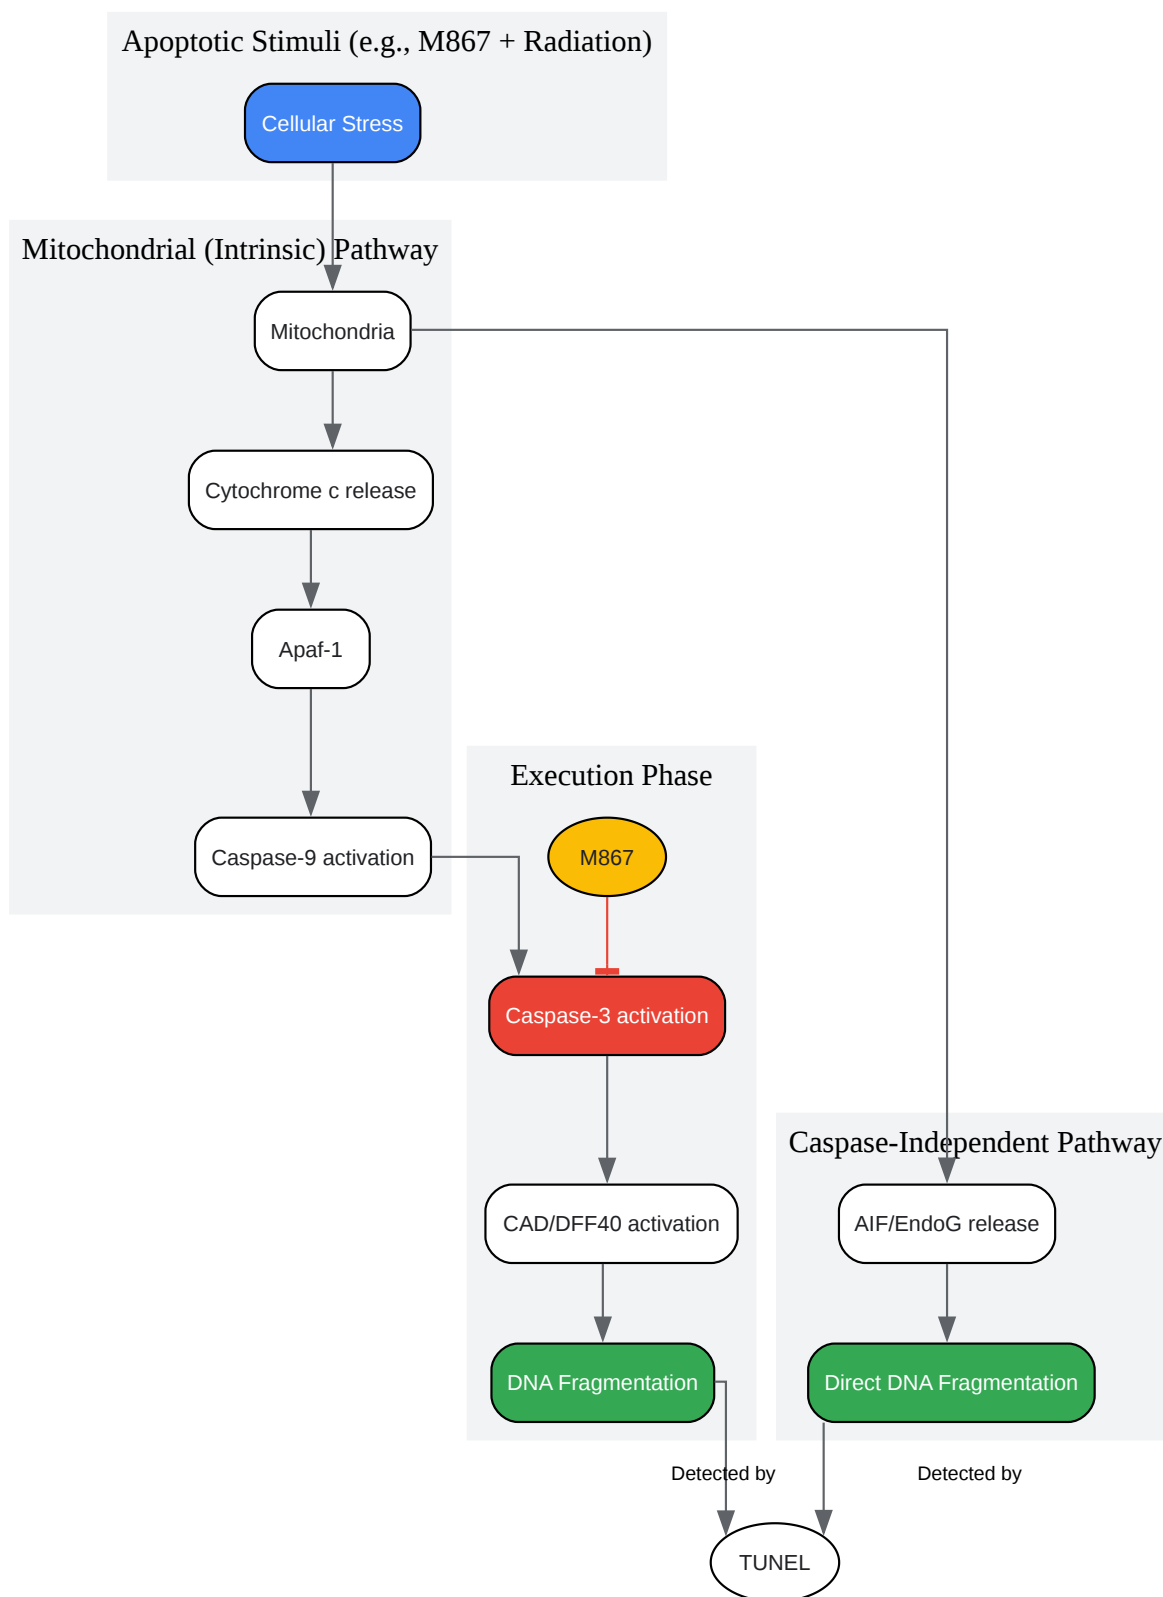 Apoptotic Stimuli (e.g., M867 + Radiation)
Cellular Stress
Mitochondrial (Intrinsic) Pathway
Mitochondria
Cytochrome c release
Apaf-1
Caspase-9 activation
Execution Phase
M867
Caspase-3 activation
CAD/DFF40 activation
DNA Fragmentation
Caspase-Independent Pathway
AIF/EndoG release
Direct DNA Fragmentation
Detected by
Detected by
TUNEL